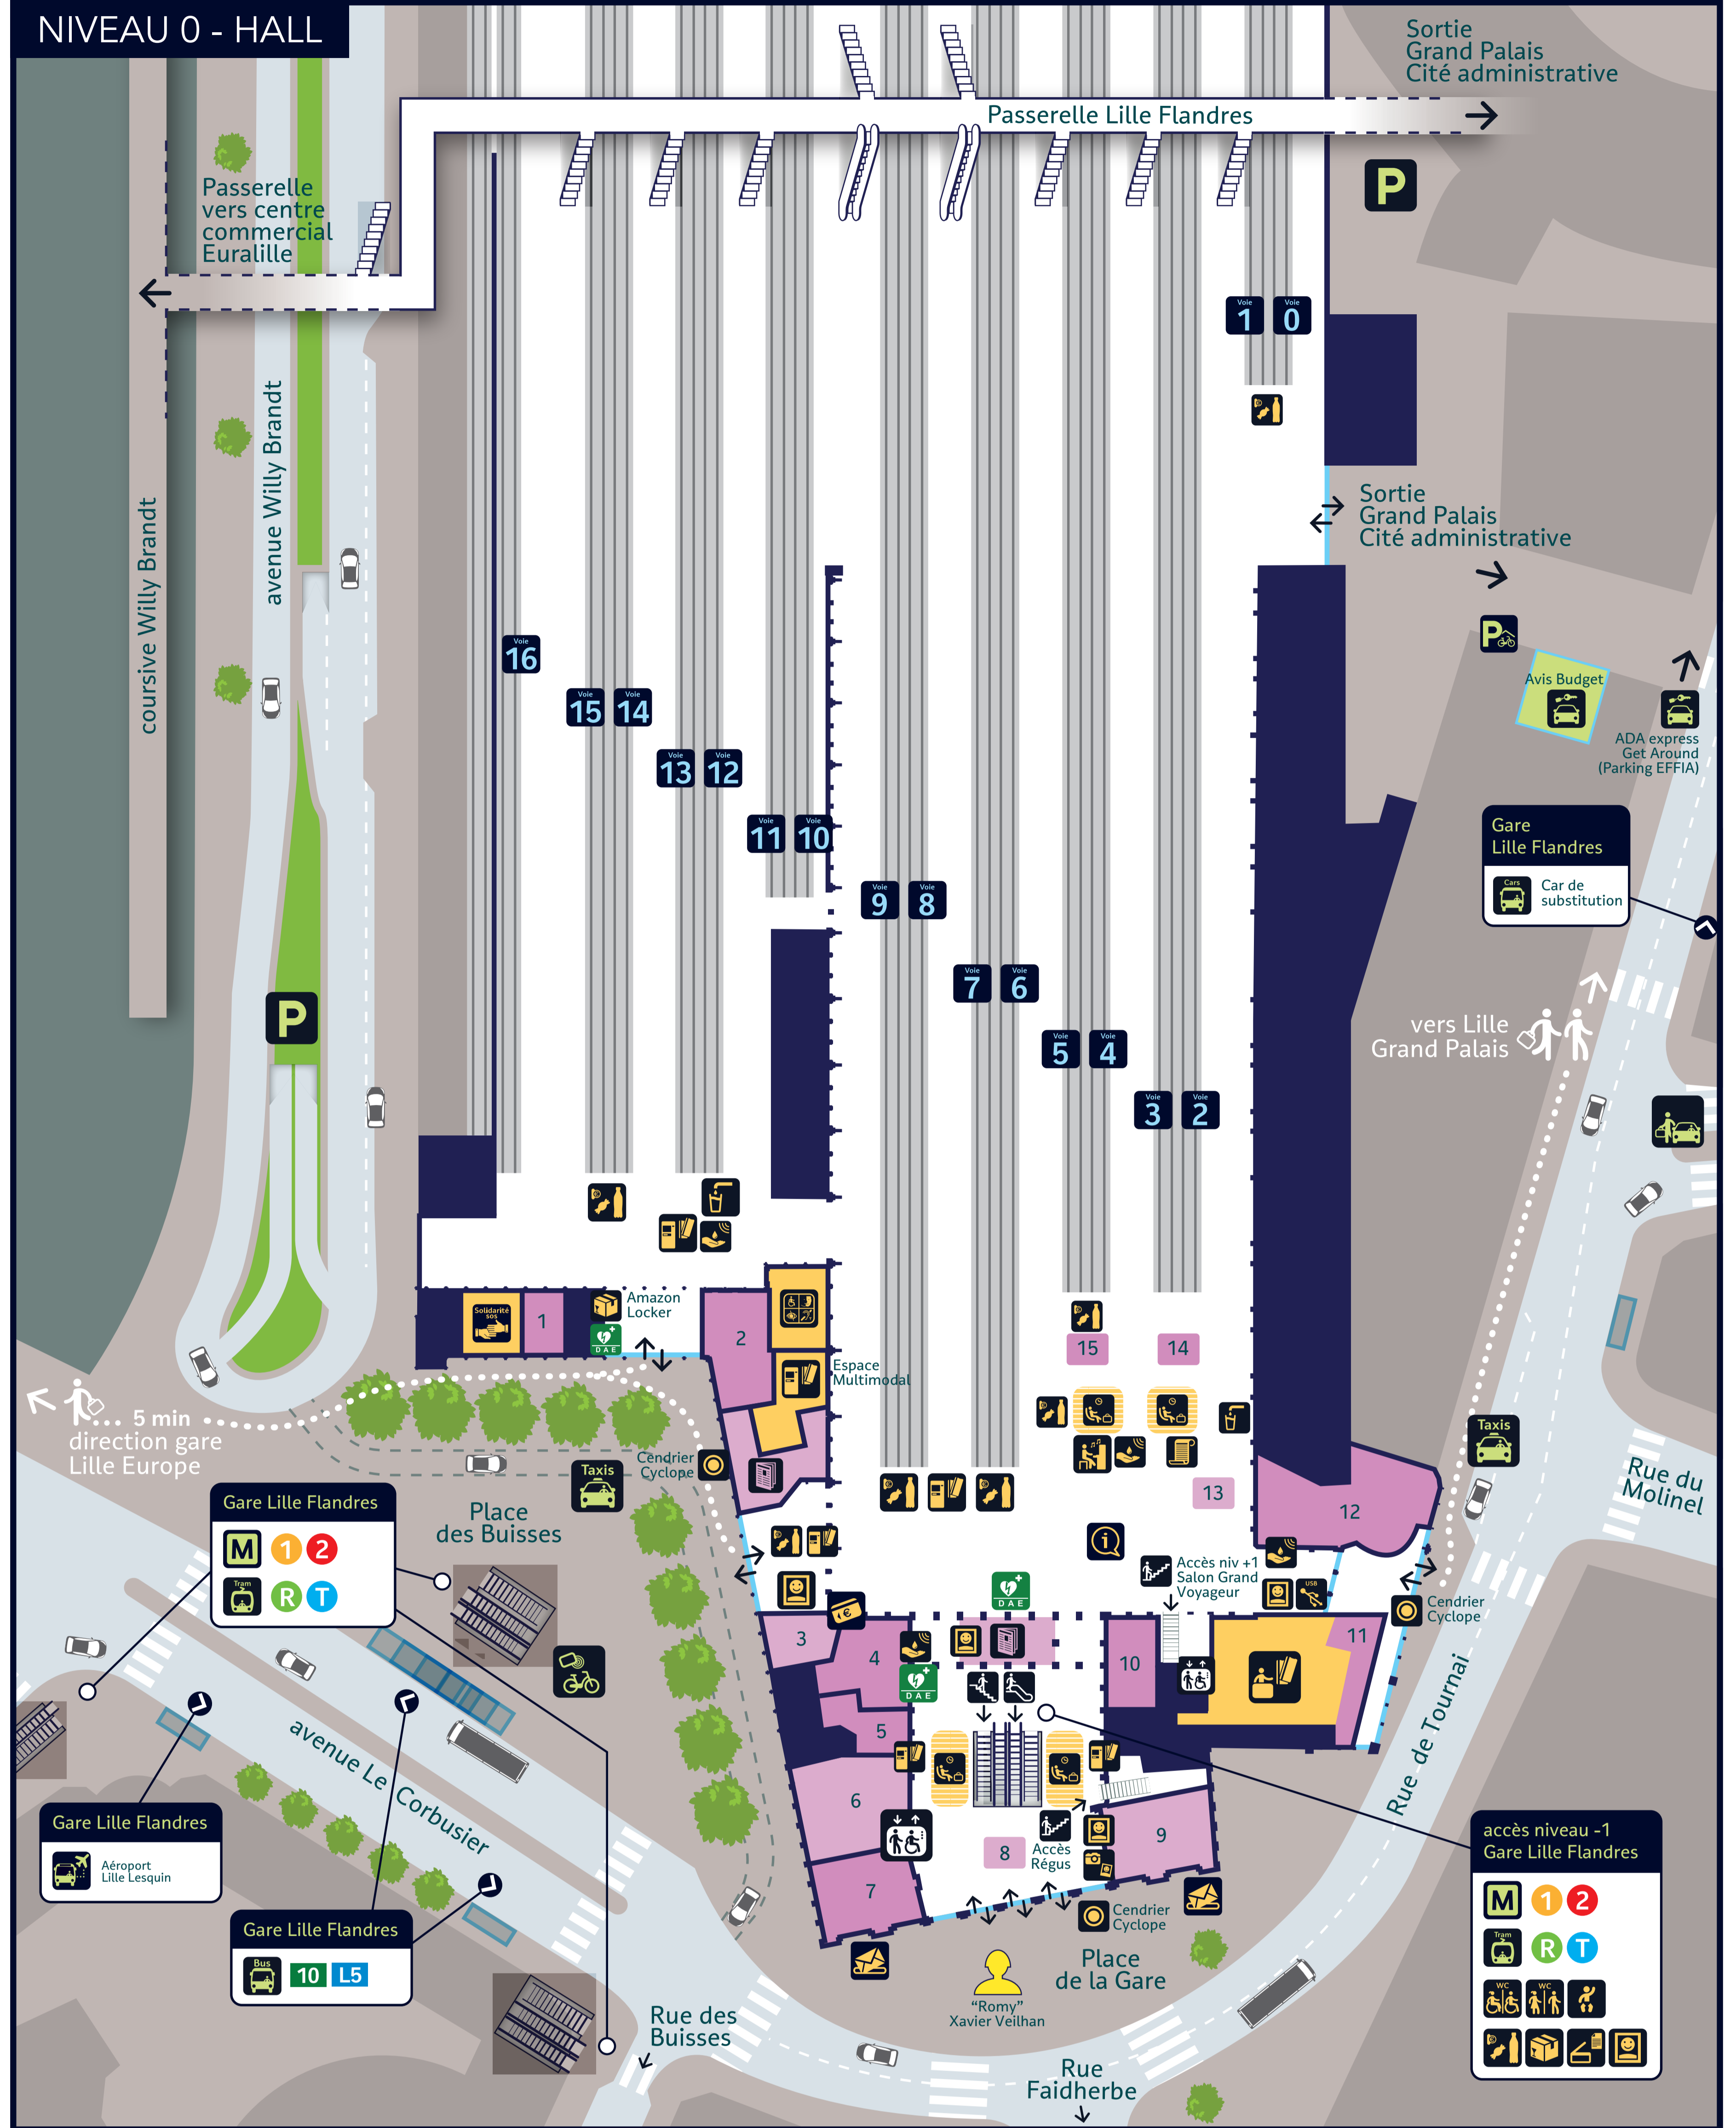 NIVEAU 0 - HALL
Sortie
Grand Palais
Cité administrative
Passerelle Lille Flandres
P
Passerelle
vers centre
commercial
Euralille
Voie
1
Voie
0
avenue Willy Brandt
coursive Willy Brandt
Sortie
Grand Palais
Cité administrative
P
Avis Budget
ADA express
Get Around
(Parking EFFIA)
Voie
16
Voie
15
Voie
14
Voie
13
Voie
12
Voie
11
Voie
10
Voie
9
Voie
8
Voie
7
Voie
6
Voie
5
Voie
4
Voie
3
Voie
2
Gare
Lille Flandres
Cars
Car de
substitution
P
vers Lille
Grand Palais
Solidarité
SOS
1
Amazon
Locker
DAE
2
Espace
Multimodal
15
14
13
12
5 min
direction gare
Lille Europe
Cendrier
Cyclope
Taxis
Taxis
Rue du
Molinel
Place
des Buisses
Gare Lille Flandres
M
1
2
Tram
R
T
i
Accès niv +1
Salon Grand
Voyageur
USB
Cendrier
Cyclope
DAE
€
3
4
DAE
5
6
7
8
9
10
11
Accès
Régus
Cendrier
Cyclope
Rue de Tournai
avenue Le Corbusier
Gare Lille Flandres
Aéroport
Lille Lesquin
Gare Lille Flandres
Bus
10
L5
Place
de la Gare
“Romy”
Xavier Veilhan
Rue des
Buisses
Rue
Faidherbe
accès niveau -1
Gare Lille Flandres
M
1
2
Tram
R
T
WC
WC